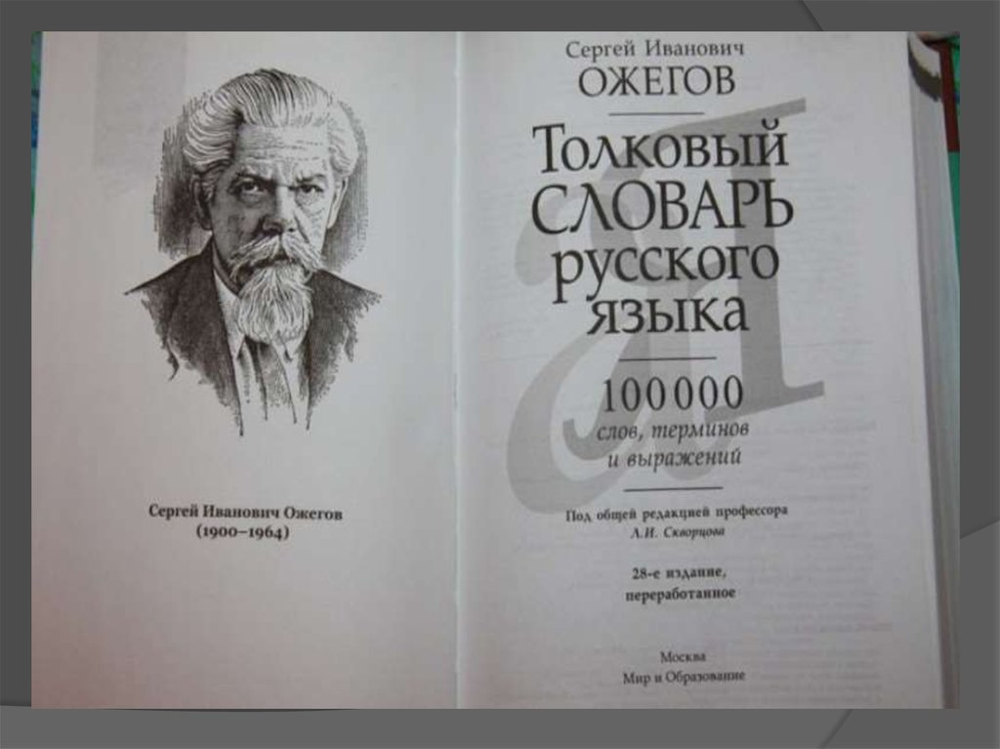 Сергей Иванович Ожегов
(1900–1964)
Сергей Иванович
ОЖЕГОВ
Толковый
СЛОВАРЬ
русского
языка
100 000
слов, терминов
и выражений
Под общей редакцией профессора
Л.И. Скворцова
28-е издание,
переработанное
Москва
Мир и Образование